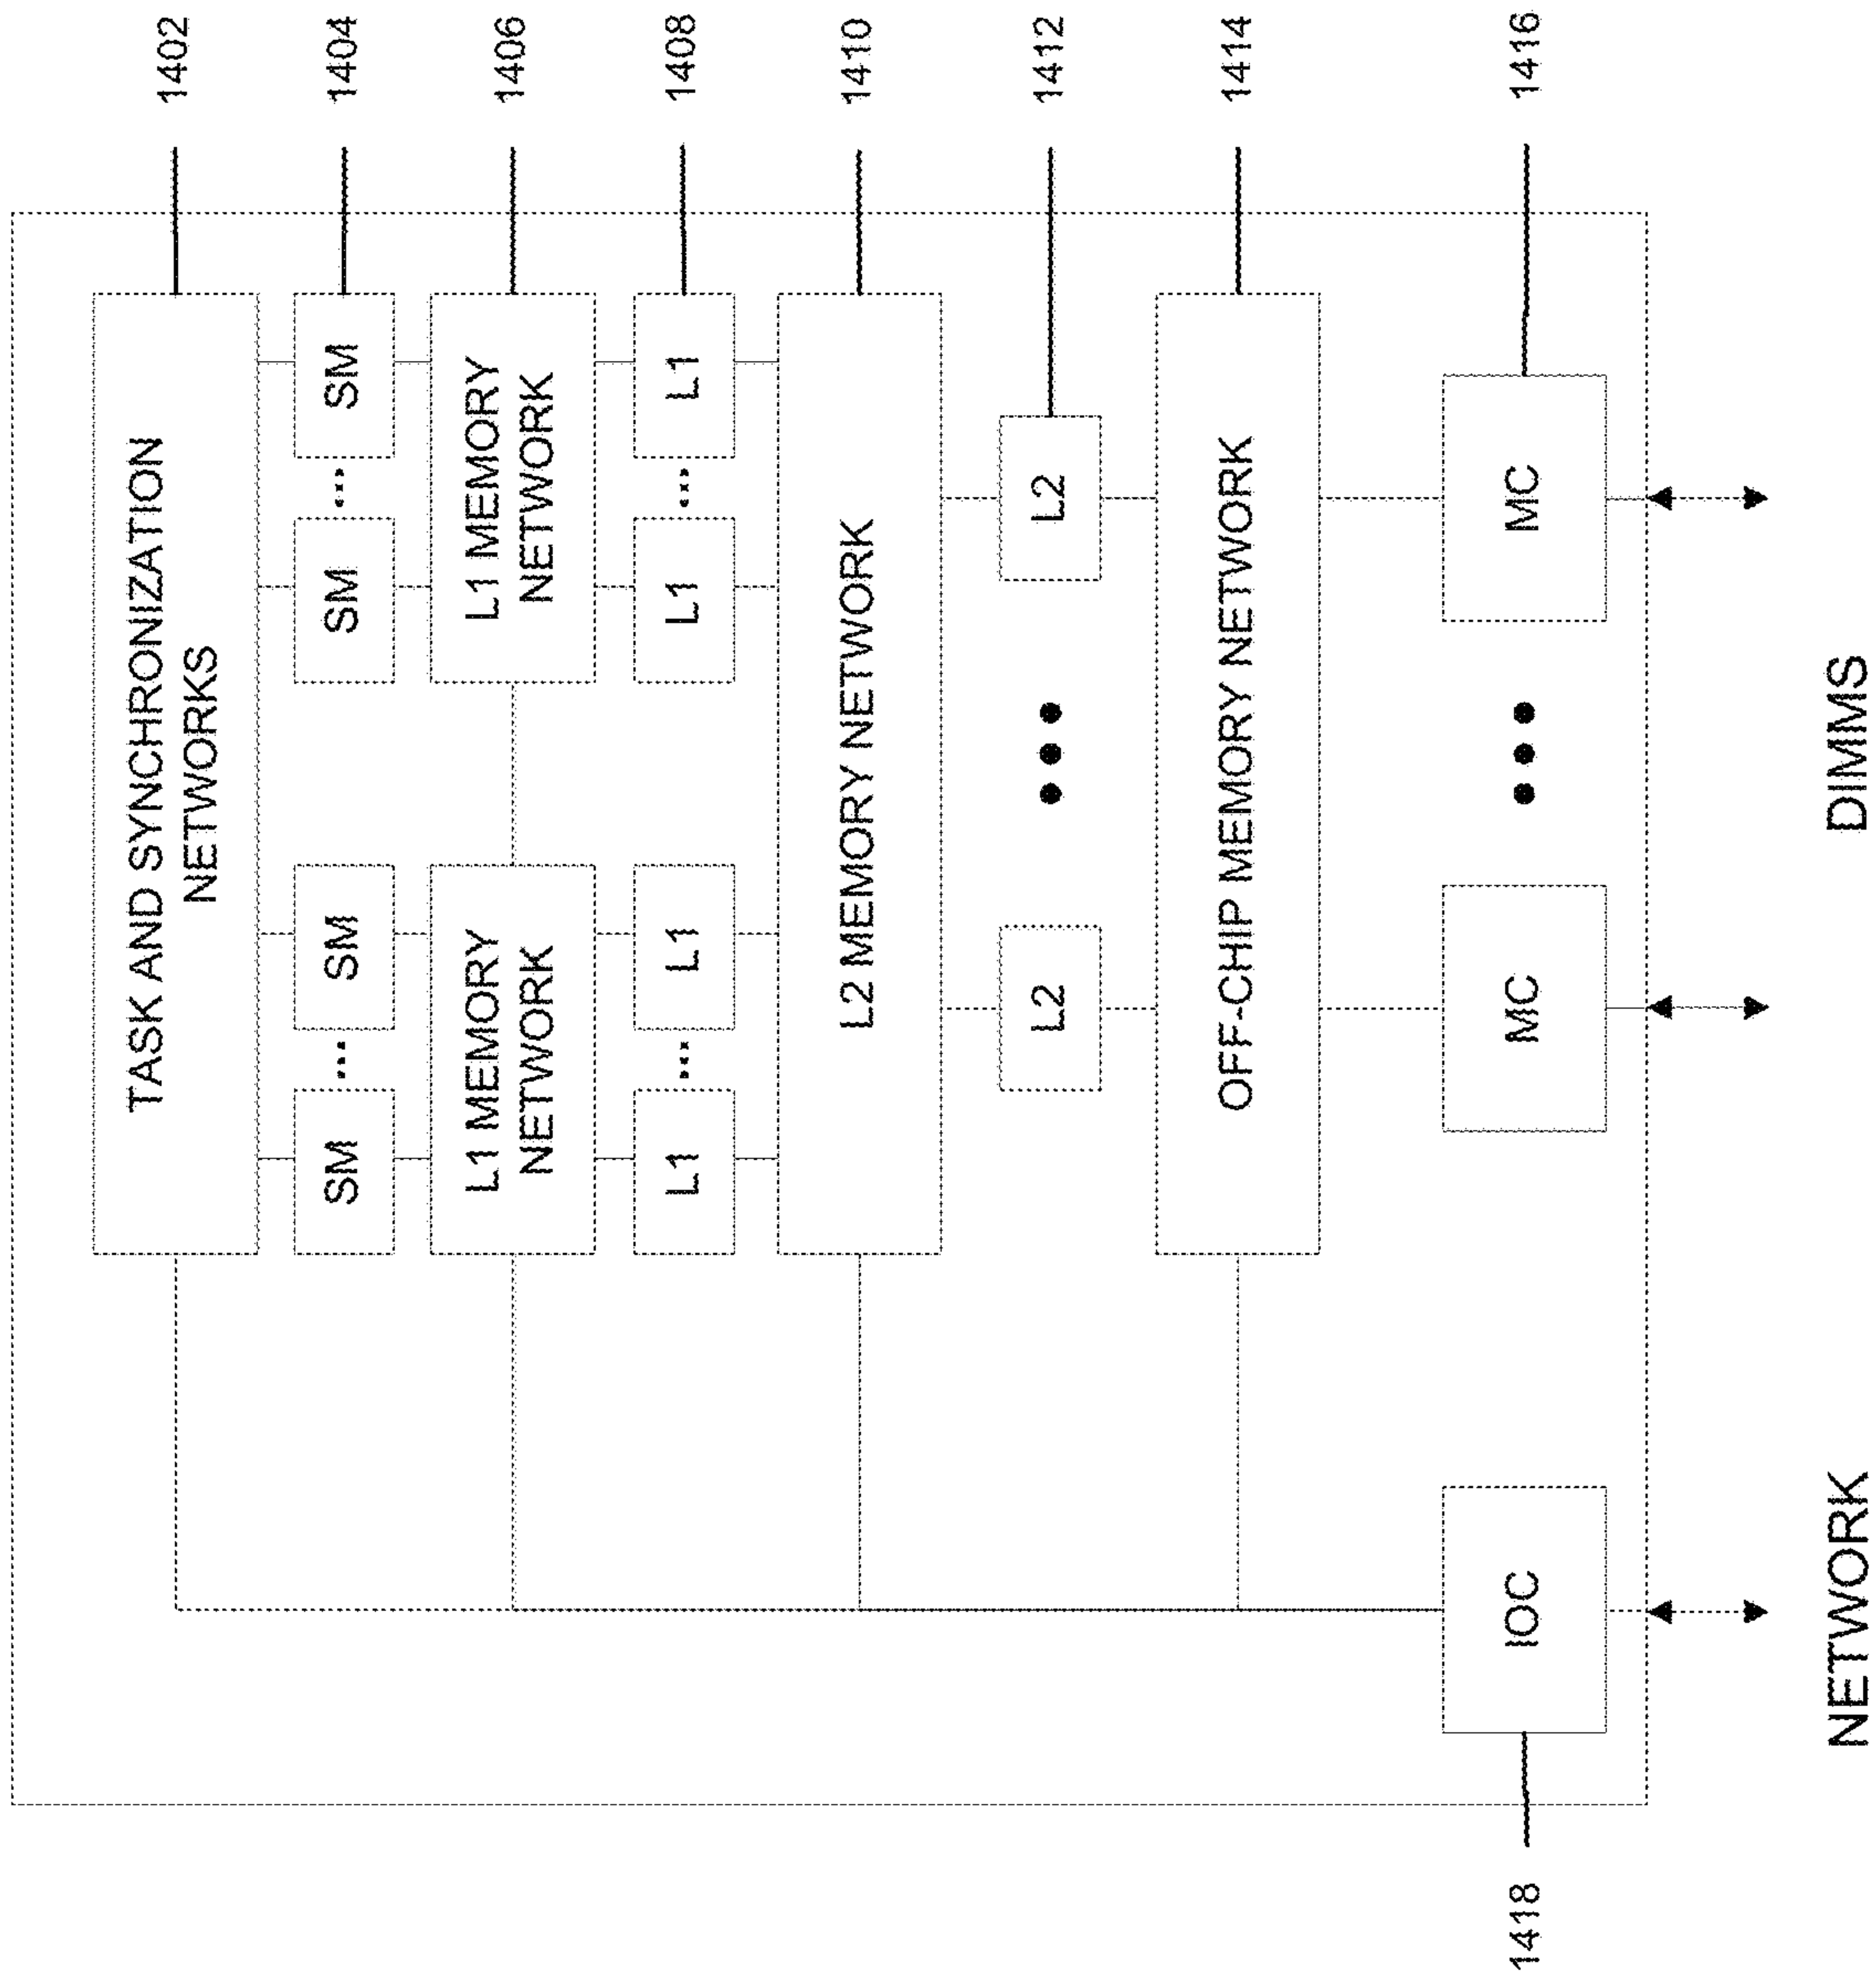 TASK AND SYNCHRONIZATION
NETWORKS
1402
SM ... SM SM ... SM
1404
L1 MEMORY
NETWORK
L1 MEMORY
NETWORK
1406
L1 ... L1 L1 ... L1
1408
L2 MEMORY NETWORK
1410
L2 ••• L2
1412
OFF-CHIP MEMORY NETWORK
1414
1418
IOC
MC ••• MC
1416
NETWORK
DIMMS